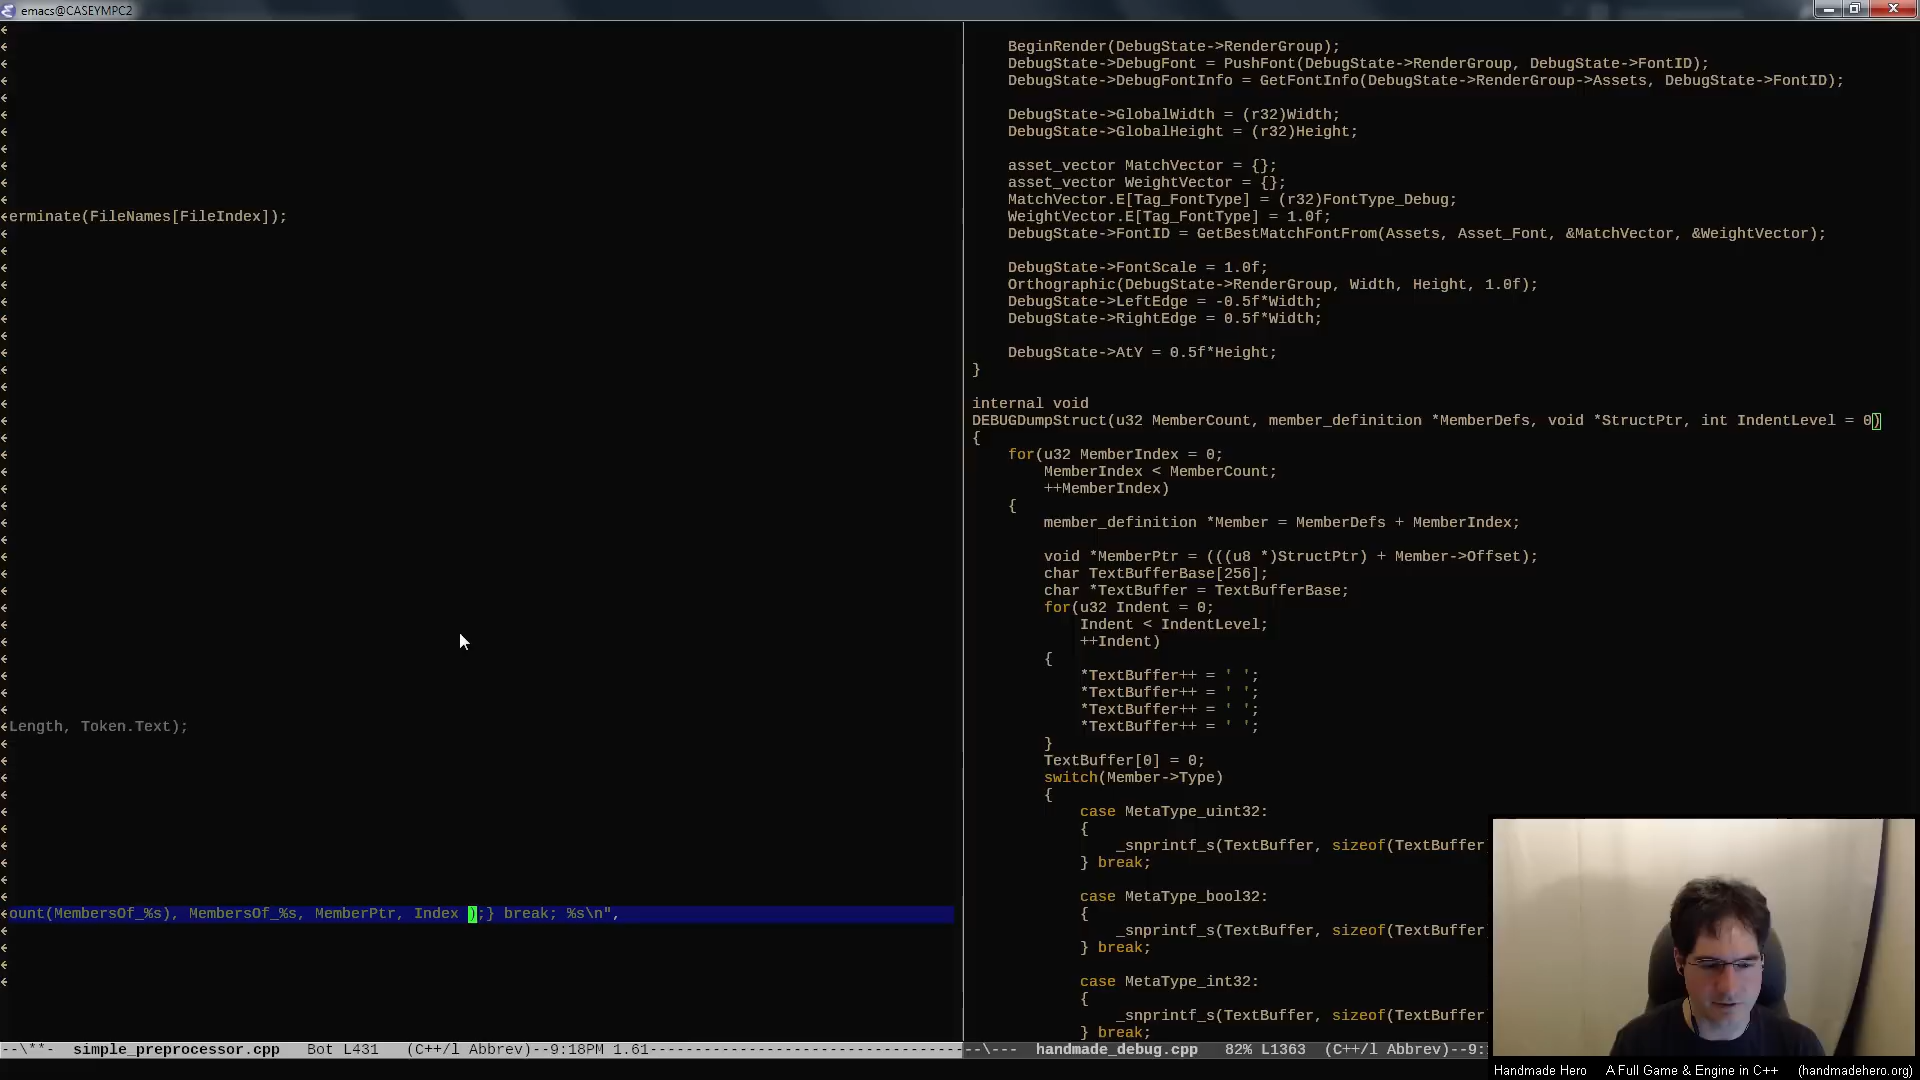 emacs@CASEYMPC2
erminate(FileNames[FileIndex]);
Length, Token.Text);
ount(MembersOf_%s), MembersOf_%s, MemberPtr, Index );} break; %s\n",
--\**-  simple_preprocessor.cpp   Bot L431   (C++/l Abbrev)--9:18PM 1.61-----------------------------------
BeginRender(DebugState->RenderGroup);
DebugState->DebugFont = PushFont(DebugState->RenderGroup, DebugState->FontID);
DebugState->DebugFontInfo = GetFontInfo(DebugState->RenderGroup->Assets, DebugState->FontID);
DebugState->GlobalWidth = (r32)Width;
DebugState->GlobalHeight = (r32)Height;
asset_vector MatchVector = {};
asset_vector WeightVector = {};
MatchVector.E[Tag_FontType] = (r32)FontType_Debug;
WeightVector.E[Tag_FontType] = 1.0f;
DebugState->FontID = GetBestMatchFontFrom(Assets, Asset_Font, &MatchVector, &WeightVector);
DebugState->FontScale = 1.0f;
Orthographic(DebugState->RenderGroup, Width, Height, 1.0f);
DebugState->LeftEdge = -0.5f*Width;
DebugState->RightEdge = 0.5f*Width;
DebugState->AtY = 0.5f*Height;
}
internal void
DEBUGDumpStruct(u32 MemberCount, member_definition *MemberDefs, void *StructPtr, int IndentLevel = 0)
{
for(u32 MemberIndex = 0;
MemberIndex < MemberCount;
++MemberIndex)
{
member_definition *Member = MemberDefs + MemberIndex;
void *MemberPtr = (((u8 *)StructPtr) + Member->Offset);
char TextBufferBase[256];
char *TextBuffer = TextBufferBase;
for(u32 Indent = 0;
Indent < IndentLevel;
++Indent)
{
*TextBuffer++ = ' ';
*TextBuffer++ = ' ';
*TextBuffer++ = ' ';
*TextBuffer++ = ' ';
}
TextBuffer[0] = 0;
switch(Member->Type)
{
case MetaType_uint32:
{
_snprintf_s(TextBuffer, sizeof(TextBuffer
} break;
case MetaType_bool32:
{
_snprintf_s(TextBuffer, sizeof(TextBuffer
} break;
case MetaType_int32:
{
_snprintf_s(TextBuffer, sizeof(TextBuffer
} break;
--\---  handmade_debug.cpp   82% L1363  (C++/l Abbrev)--9:
Handmade Hero   A Full Game & Engine in C++   (handmadehero.org)